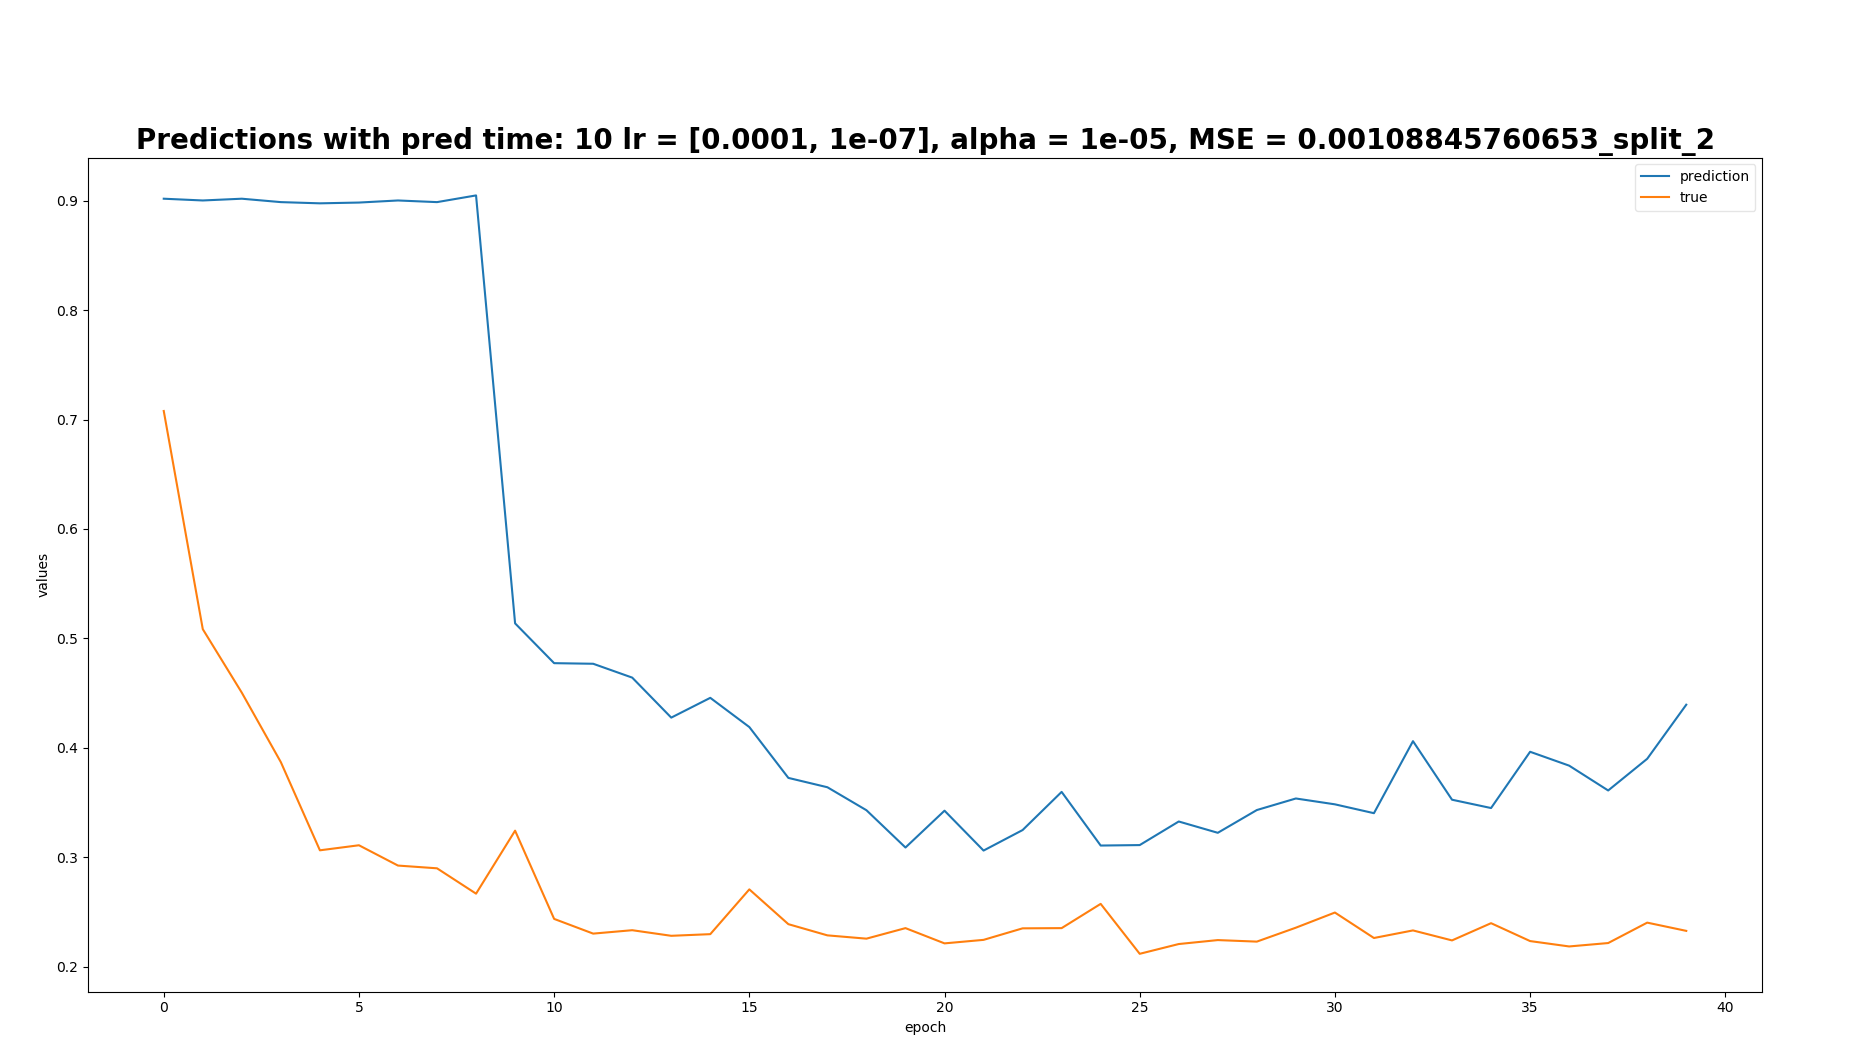 Predictions with pred time: 10 lr = [0.0001, 1e-07], alpha = 1e-05, MSE = 0.00108845760653_split_2
prediction
true
0.9
0.8
0.7
0.6
0.5
0.4
0.3
0.2
values
0 5 10 15 20 25 30 35 40
epoch